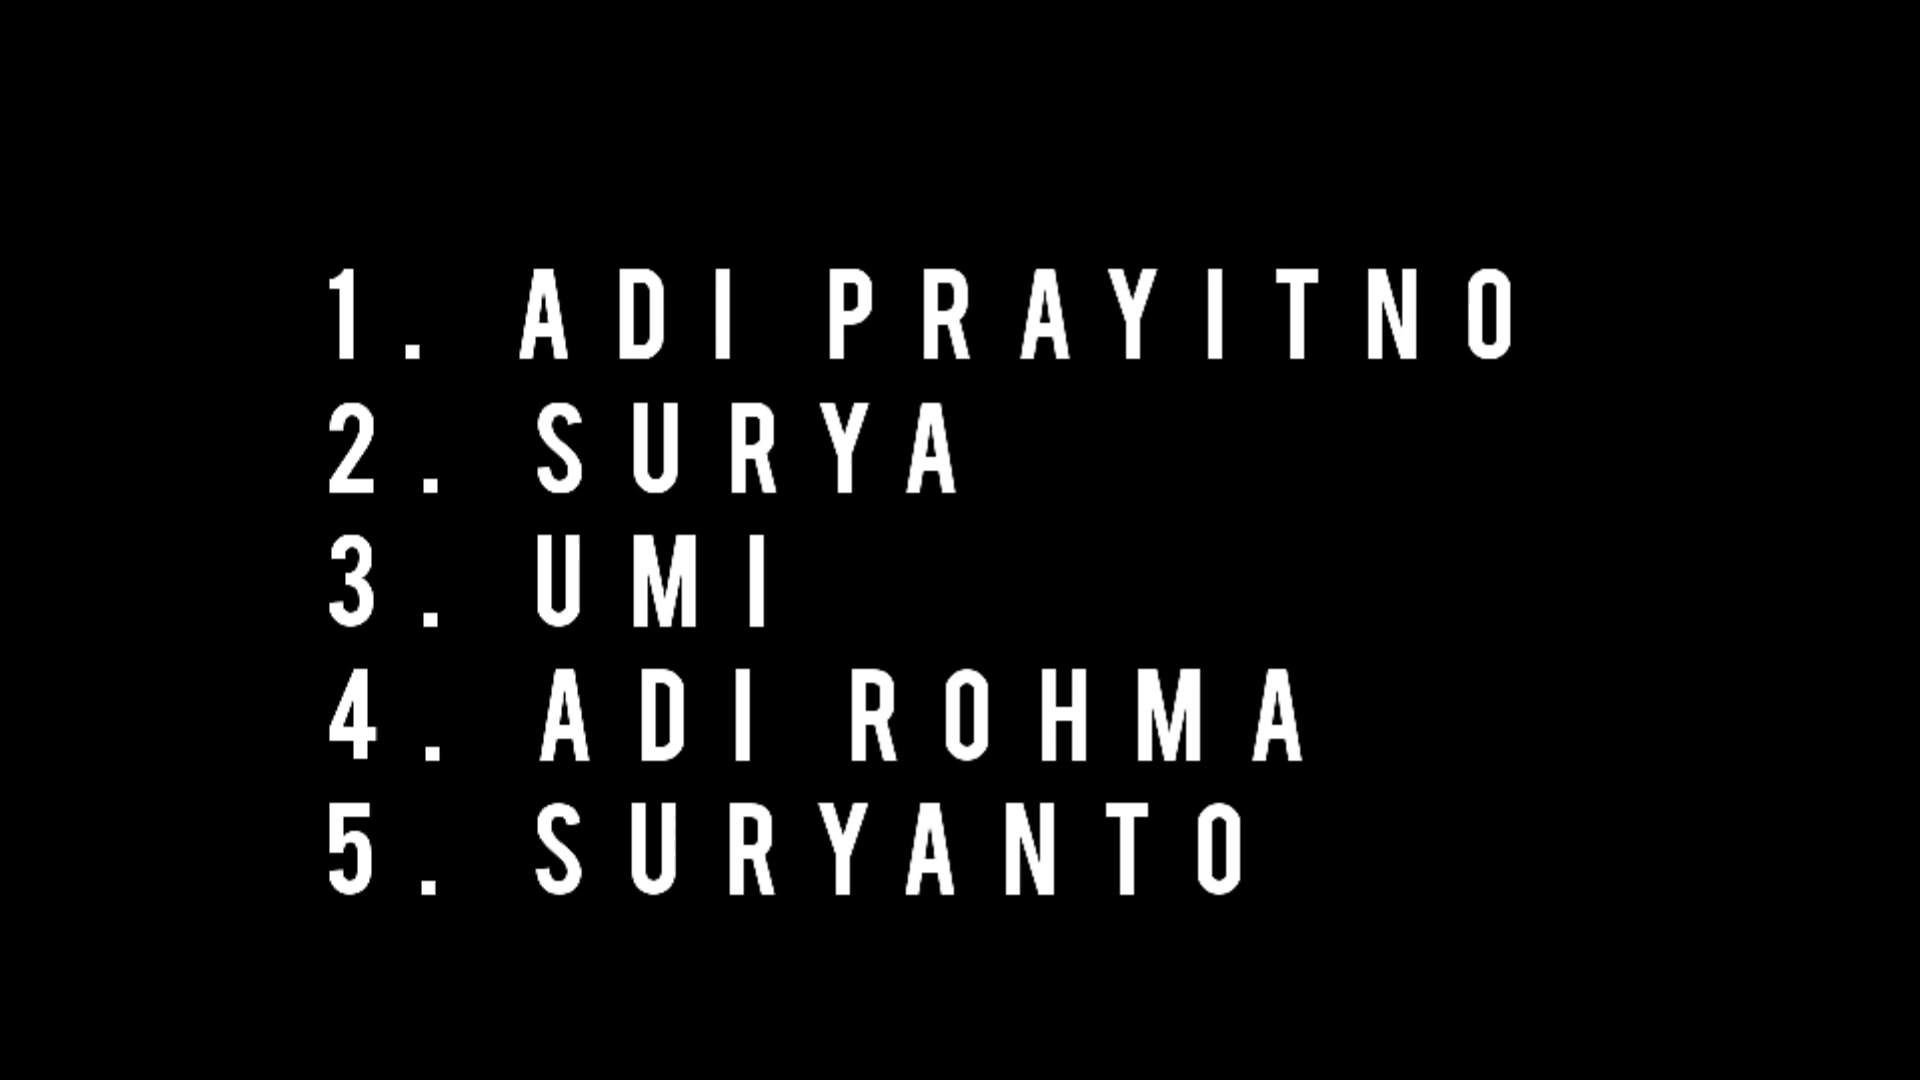 1. ADI PRAYITNO
2. SURYA
3. UMI
4. ADI ROHMA
5. SURYANTO